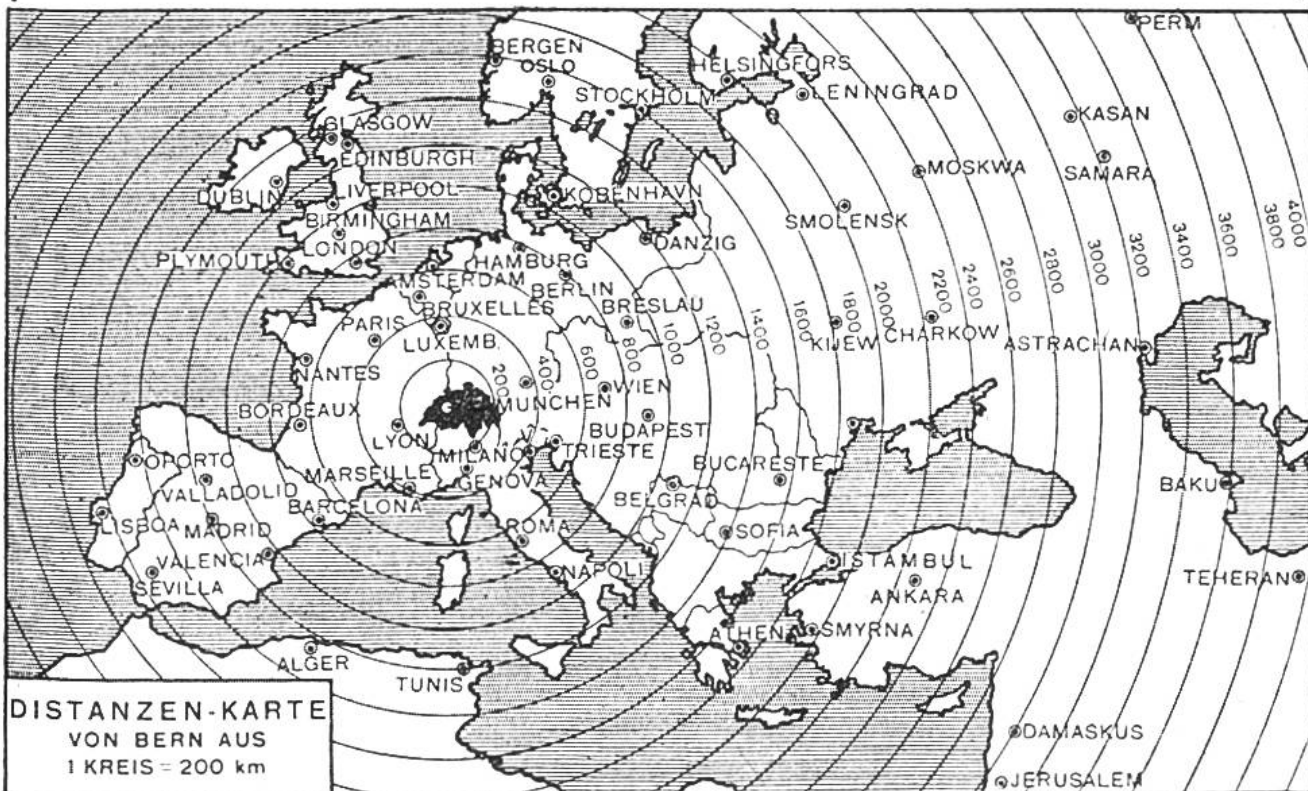 PERM
BERGEN
OSLO
HELSINGFORS
STOCKHOLM
LENINGRAD
KASAN
GLASGOW
EDINBURGH
MOSKWA
SAMARA
DUBLIN
LIVERPOOL
KØBENHAVN
BIRMINGHAM
SMOLENSK
LONDON
DANZIG
PLYMOUTH
HAMBURG
AMSTERDAM
BERLIN
BRUXELLES
BRESLAU
PARIS
LUXEMB.
KIJEW
CHARKOW
ASTRACHAN
200
400
600
800
1000
1200
1400
1600
1800
2000
2200
2400
2600
2800
3000
3200
3400
3600
3800
4000
NANTES
WIEN
MÜNCHEN
BORDEAUX
LYON
BUDAPEST
MILANO
TRIESTE
OPORTO
MARSEILLE
GENOVA
BUCARESTE
VALLADOLID
BELGRAD
BAKU
BARCELONA
LISBOA
MADRID
ROMA
SOFIA
VALENCIA
ISTAMBUL
NAPOLI
TEHERAN
SEVILLA
ANKARA
ATHEN
SMYRNA
ALGER
TUNIS
DAMASKUS
JERUSALEM
DISTANZEN-KARTE
VON BERN AUS
1 KREIS = 200 km